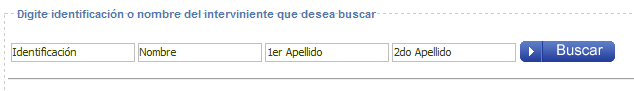 Digite identificación o nombre del interviniente que desea buscar
Identificación Nombre 1er Apellido 2do Apellido Buscar